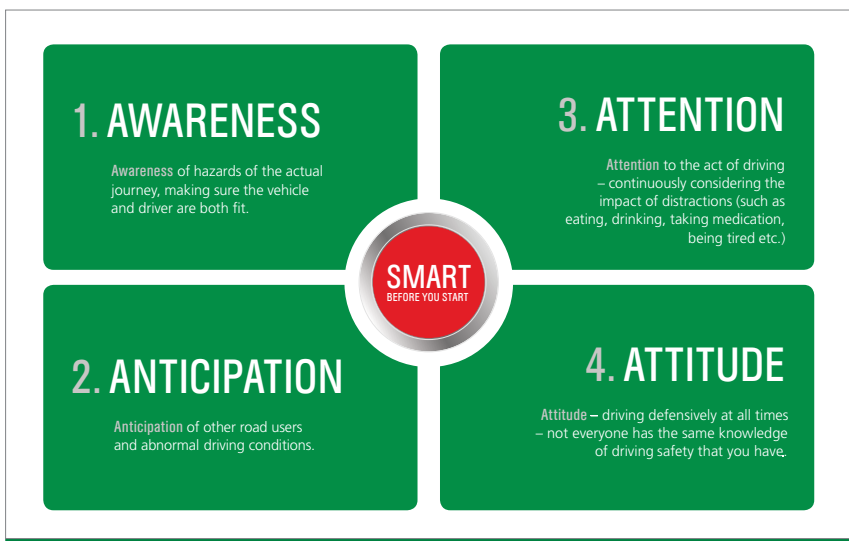 1. AWARENESS
Awareness of hazards of the actual
journey, making sure the vehicle
and driver are both fit.
2. ANTICIPATION
Anticipation of other road users
and abnormal driving conditions.
3. ATTENTION
Attention to the act of driving
– continuously considering the
impact of distractions (such as
eating, drinking, taking medication,
being tired etc.)
4. ATTITUDE
Attitude – driving defensively at all times
– not everyone has the same knowledge
of driving safety that you have.
SMART
BEFORE YOU START